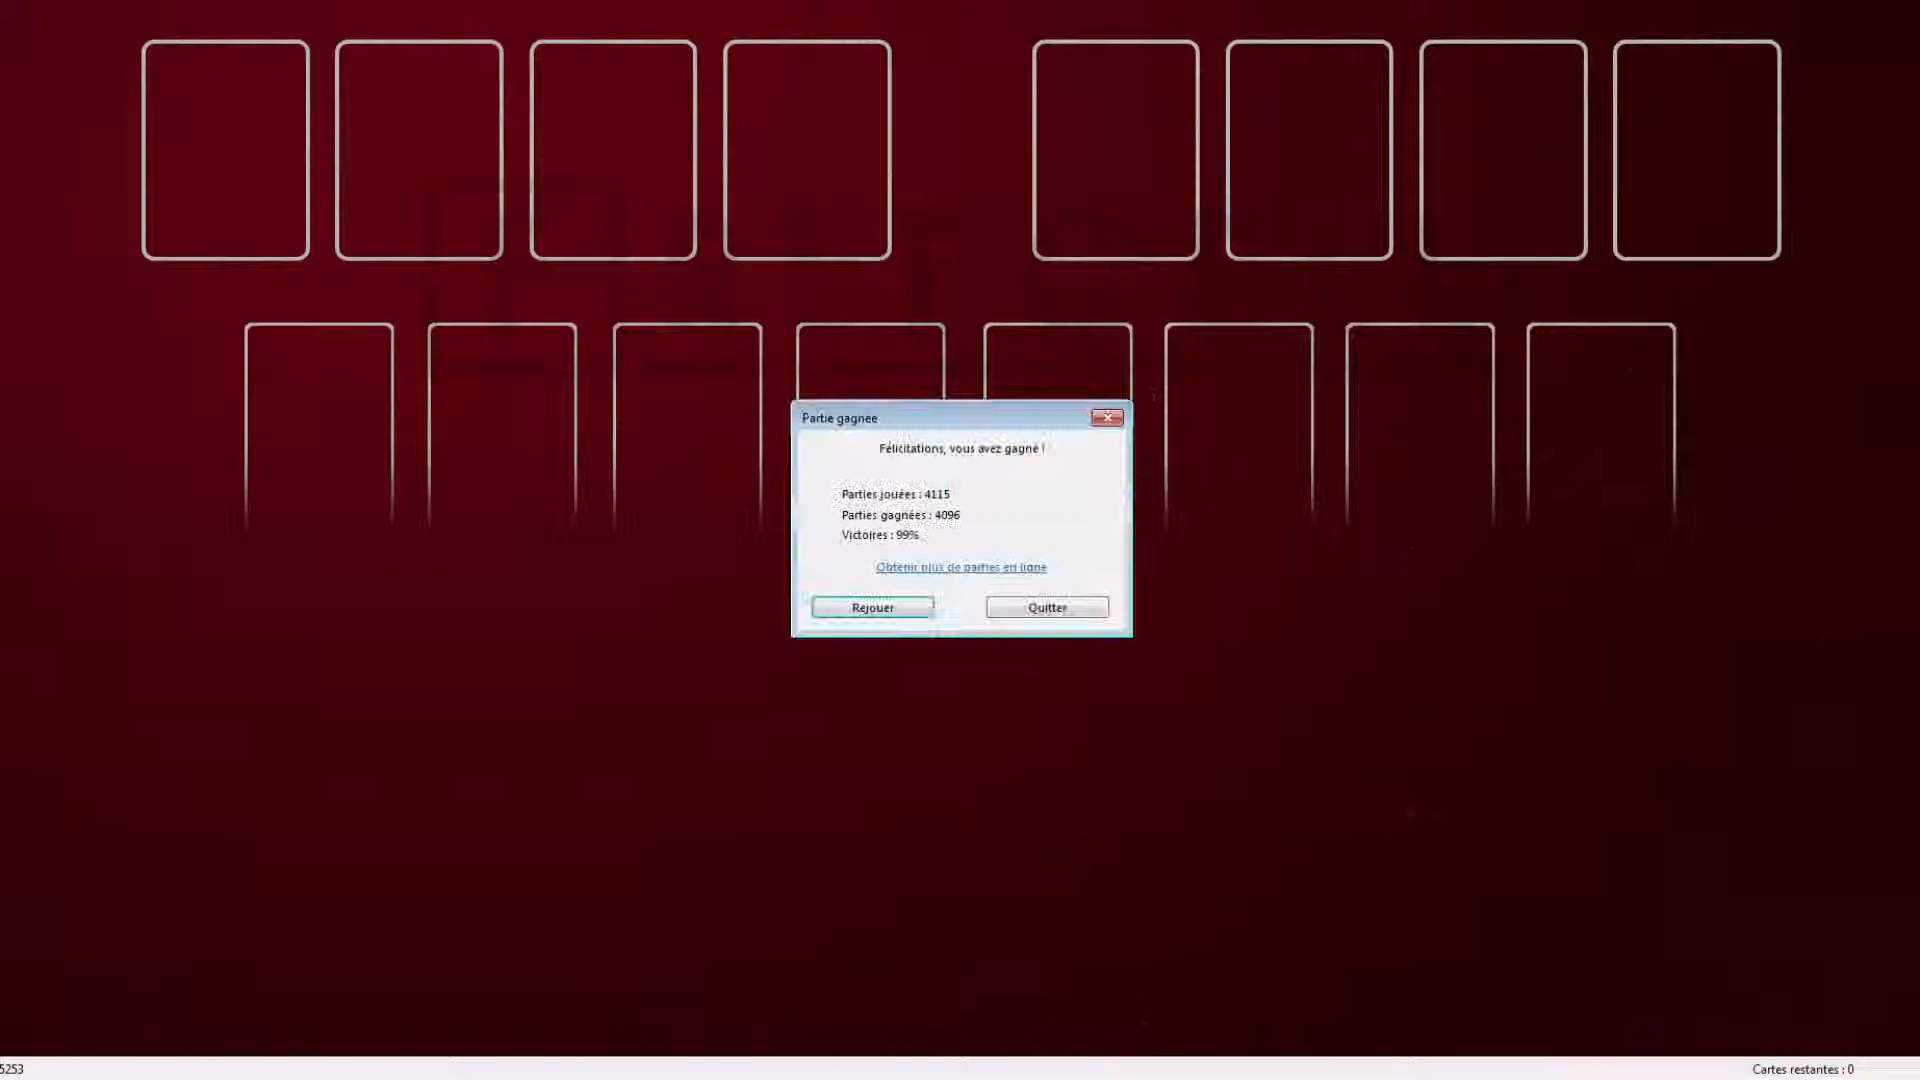 Partie gagnee
Félicitations, vous avez gagné !
Parties jouées : 4115
Parties gagnées : 4096
Victoires : 99%
Obtenir plus de parties en ligne
Rejouer
Quitter
5253
Cartes restantes : 0